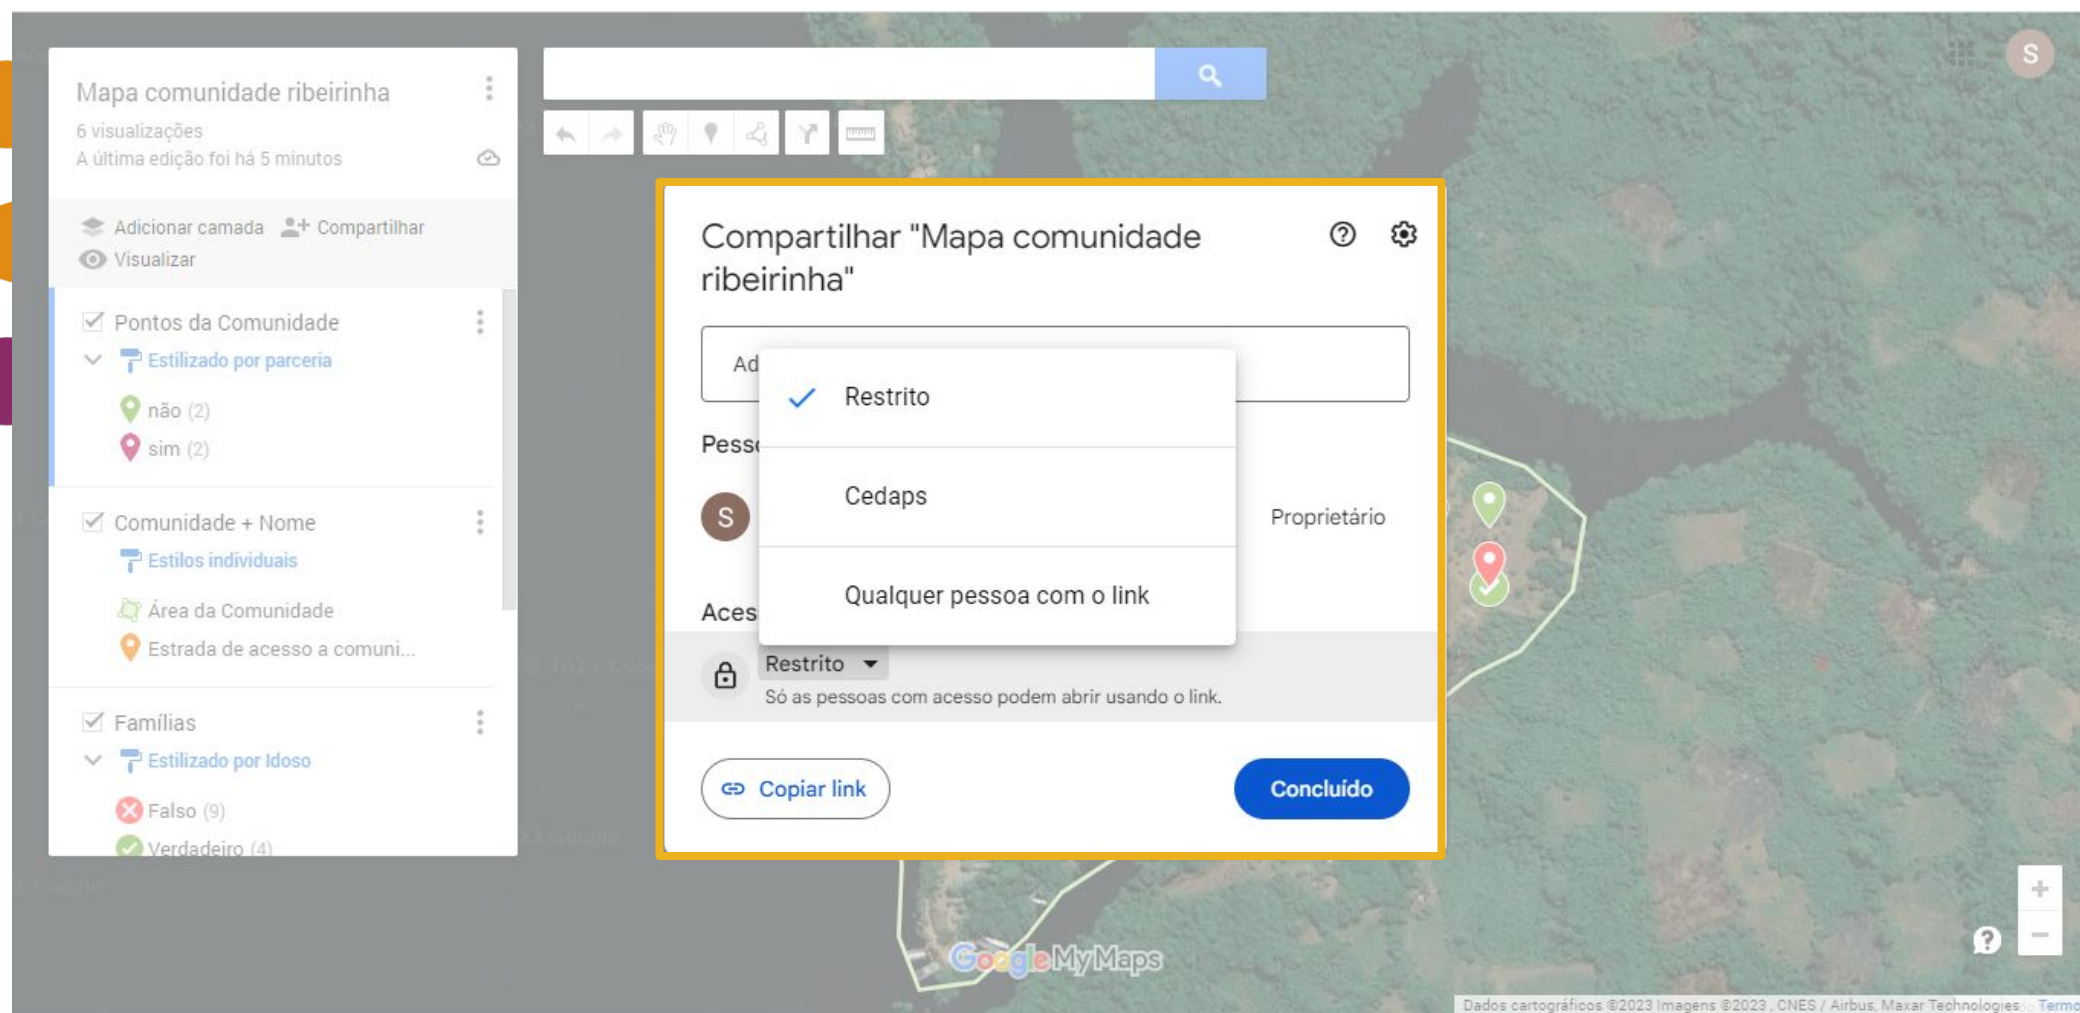 Mapa comunidade ribeirinha
6 visualizações
A última edição foi há 5 minutos
Adicionar camada Compartilhar
Visualizar
Pontos da Comunidade
Estilizado por parceria
não (2)
sim (2)
Comunidade + Nome
Estilos individuais
Área da Comunidade
Estrada de acesso a comuni...
Famílias
Estilizado por Idoso
Falso (9)
Verdadeiro (4)
S
Compartilhar "Mapa comunidade
ribeirinha"
Ad
Restrito
Pesso
Cedaps
S
Proprietário
Qualquer pessoa com o link
Aces
Restrito
Só as pessoas com acesso podem abrir usando o link.
Copiar link
Concluído
Google My Maps
Dados cartográficos ©2023 Imagens ©2023 , CNES / Airbus, Maxar Technologies Termo